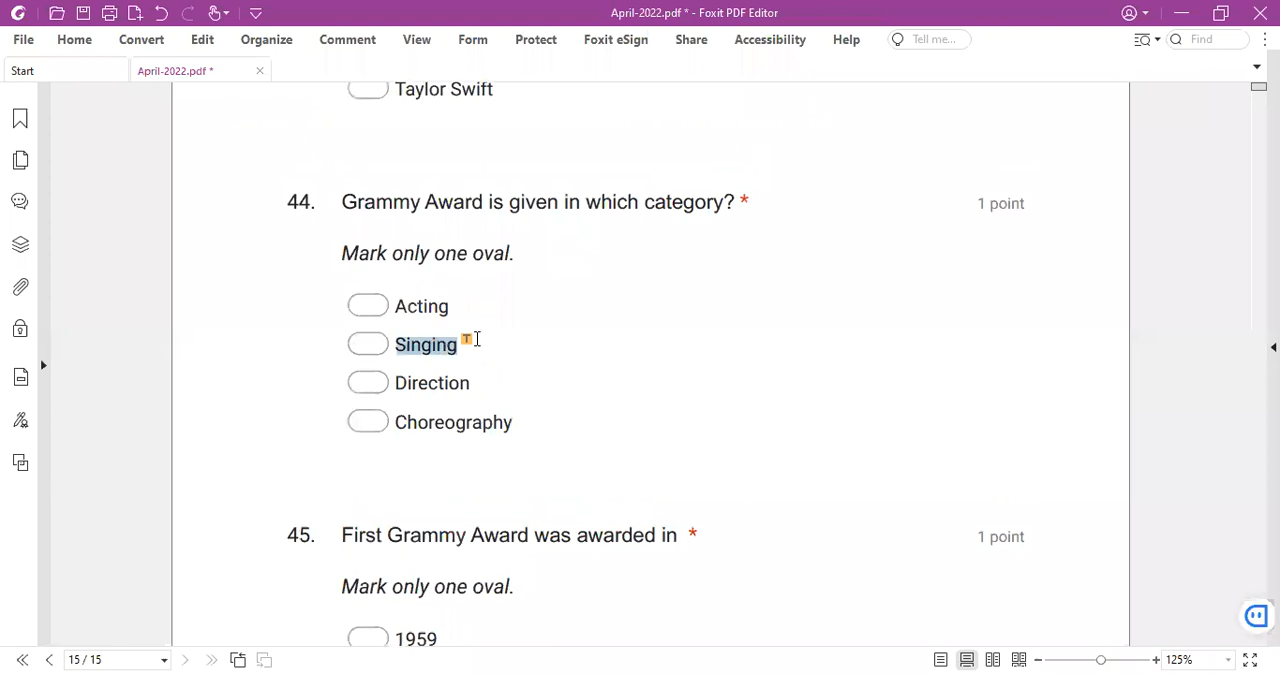 April-2022.pdf * - Foxit PDF Editor
File Home Convert Edit Organize Comment View Form Protect Foxit eSign Share Accessibility Help Tell me... Find
Start April-2022.pdf *
Taylor Swift
44. Grammy Award is given in which category? * 1 point
Mark only one oval.
Acting
Singing T
Direction
Choreography
45. First Grammy Award was awarded in * 1 point
Mark only one oval.
1959
15 / 15 125%